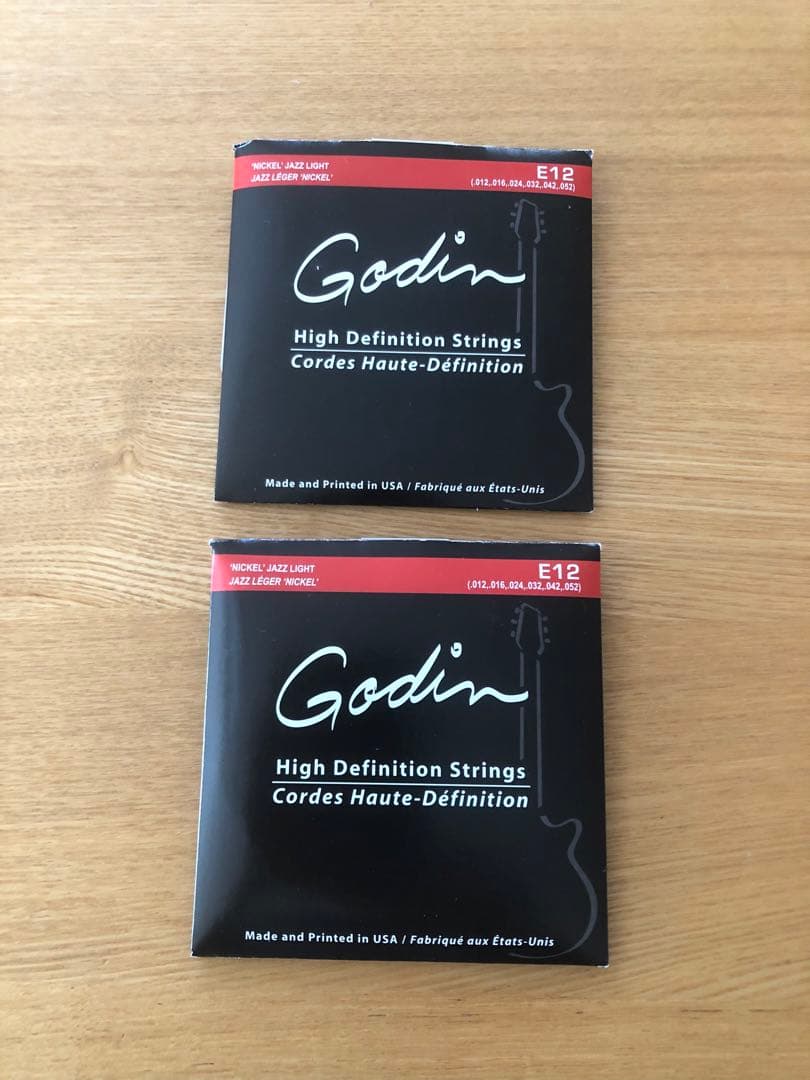 'NICKEL' JAZZ LIGHT
JAZZ LÉGER 'NICKEL'
E12
(.012,.016,.024,.032,.042,.052)
Godin
High Definition Strings
Cordes Haute-Définition
Made and Printed in USA / Fabriqué aux États-Unis
'NICKEL' JAZZ LIGHT
JAZZ LÉGER 'NICKEL'
E12
(.012,.016,.024,.032,.042,.052)
Godin
High Definition Strings
Cordes Haute-Définition
Made and Printed in USA / Fabriqué aux États-Unis